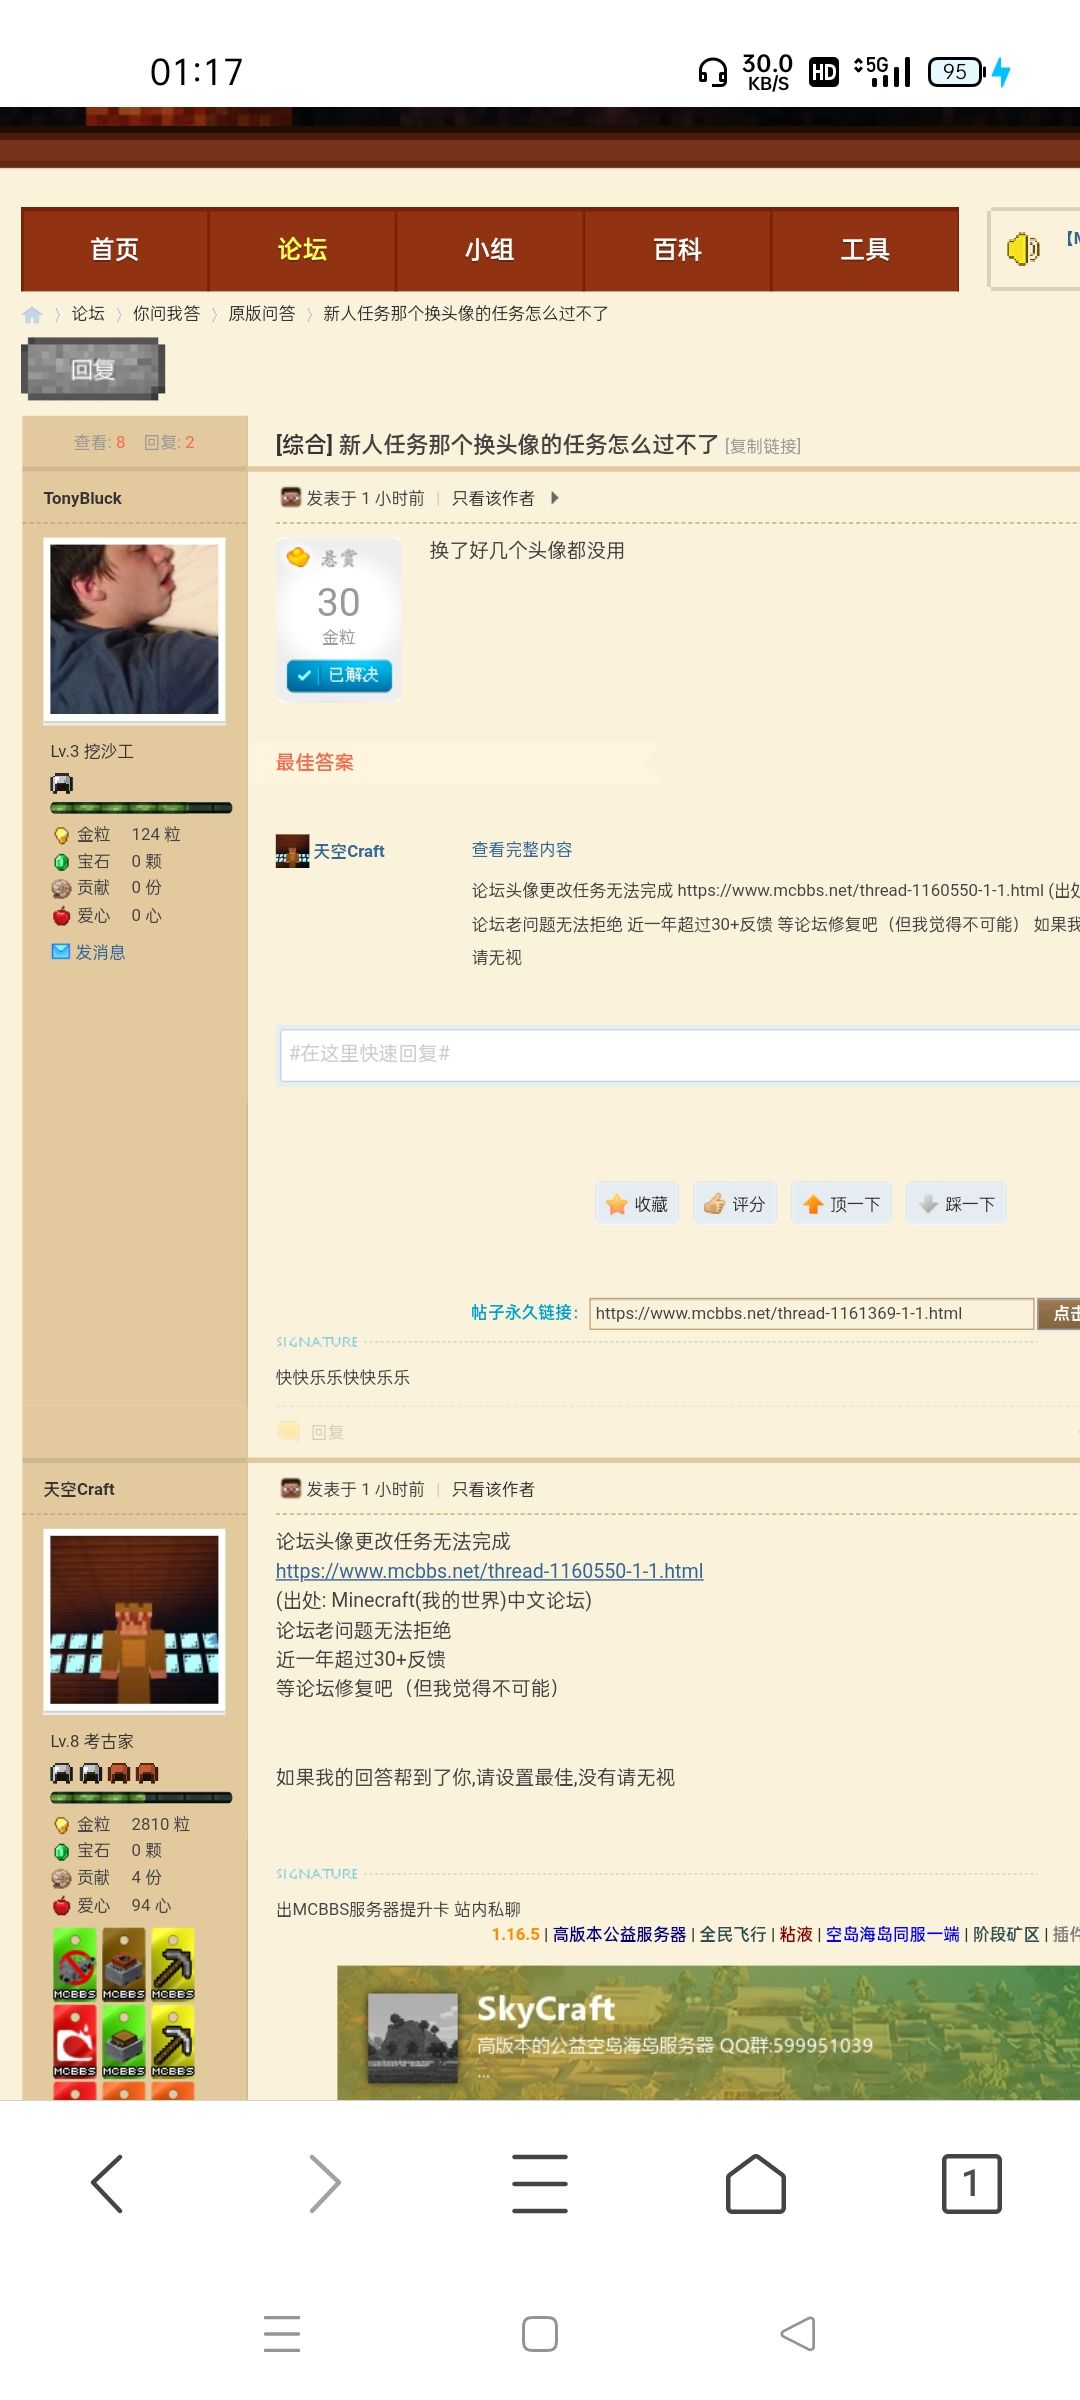 01:17
30.0 KB/S HD 5G 95
首页 论坛 小组 百科 工具
论坛 〉 你问我答 〉 原版问答 〉 新人任务那个换头像的任务怎么过不了
回复
查看: 8 回复: 2
[综合] 新人任务那个换头像的任务怎么过不了 [复制链接]
TonyBluck
发表于 1 小时前 | 只看该作者
悬赏
30
金粒
已解决
换了好几个头像都没用
Lv.3 挖沙工
金粒 124 粒
宝石 0 颗
贡献 0 份
爱心 0 心
发消息
最佳答案
天空Craft
查看完整内容
论坛头像更改任务无法完成 https://www.mcbbs.net/thread-1160550-1-1.html (出处
论坛老问题无法拒绝 近一年超过30+反馈 等论坛修复吧（但我觉得不可能） 如果我
请无视
#在这里快速回复#
收藏 评分 顶一下 踩一下
帖子永久链接: https://www.mcbbs.net/thread-1161369-1-1.html 点击
SIGNATURE
快快乐乐快快乐乐
回复
天空Craft
发表于 1 小时前 | 只看该作者
论坛头像更改任务无法完成
https://www.mcbbs.net/thread-1160550-1-1.html
(出处: Minecraft(我的世界)中文论坛)
论坛老问题无法拒绝
近一年超过30+反馈
等论坛修复吧（但我觉得不可能）
如果我的回答帮到了你,请设置最佳,没有请无视
Lv.8 考古家
金粒 2810 粒
宝石 0 颗
贡献 4 份
爱心 94 心
MCBBS MCBBS MCBBS
MCBBS MCBBS MCBBS
SIGNATURE
出MCBBS服务器提升卡 站内私聊
1.16.5 | 高版本公益服务器 | 全民飞行 | 粘液 | 空岛海岛同服一端 | 阶段矿区 | 插件
SkyCraft
高版本的公益空岛海岛服务器 QQ群:599951039
...
1